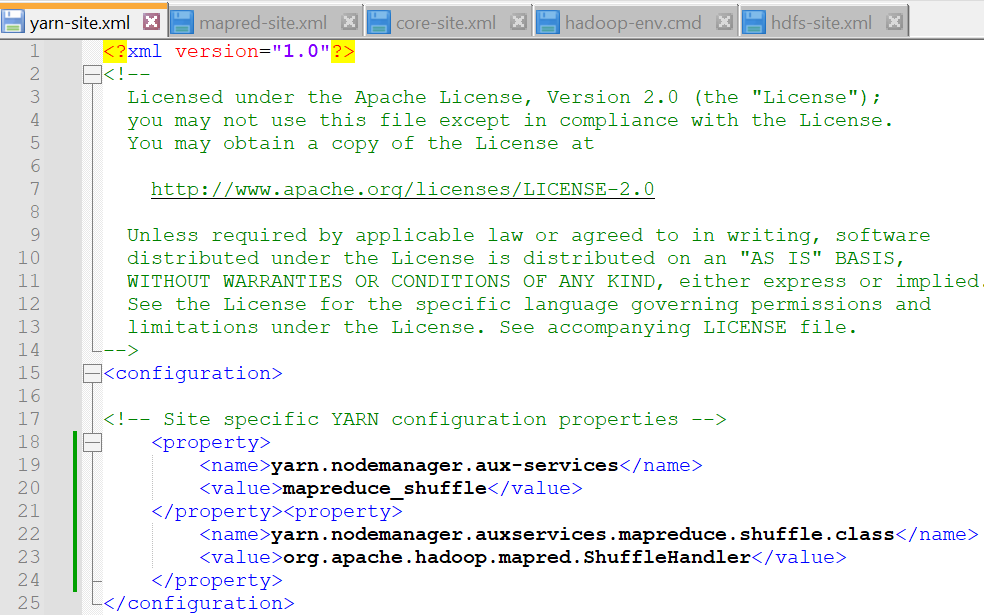 yarn-site.xml mapred-site.xml core-site.xml hadoop-env.cmd hdfs-site.xml
1 <?xml version="1.0"?>
2 <!--
3 Licensed under the Apache License, Version 2.0 (the "License");
4 you may not use this file except in compliance with the License.
5 You may obtain a copy of the License at
6
7 http://www.apache.org/licenses/LICENSE-2.0
8
9 Unless required by applicable law or agreed to in writing, software
10 distributed under the License is distributed on an "AS IS" BASIS,
11 WITHOUT WARRANTIES OR CONDITIONS OF ANY KIND, either express or implied.
12 See the License for the specific language governing permissions and
13 limitations under the License. See accompanying LICENSE file.
14 -->
15 <configuration>
16
17 <!-- Site specific YARN configuration properties -->
18 <property>
19 <name>yarn.nodemanager.aux-services</name>
20 <value>mapreduce_shuffle</value>
21 </property><property>
22 <name>yarn.nodemanager.auxservices.mapreduce.shuffle.class</name>
23 <value>org.apache.hadoop.mapred.ShuffleHandler</value>
24 </property>
25 </configuration>